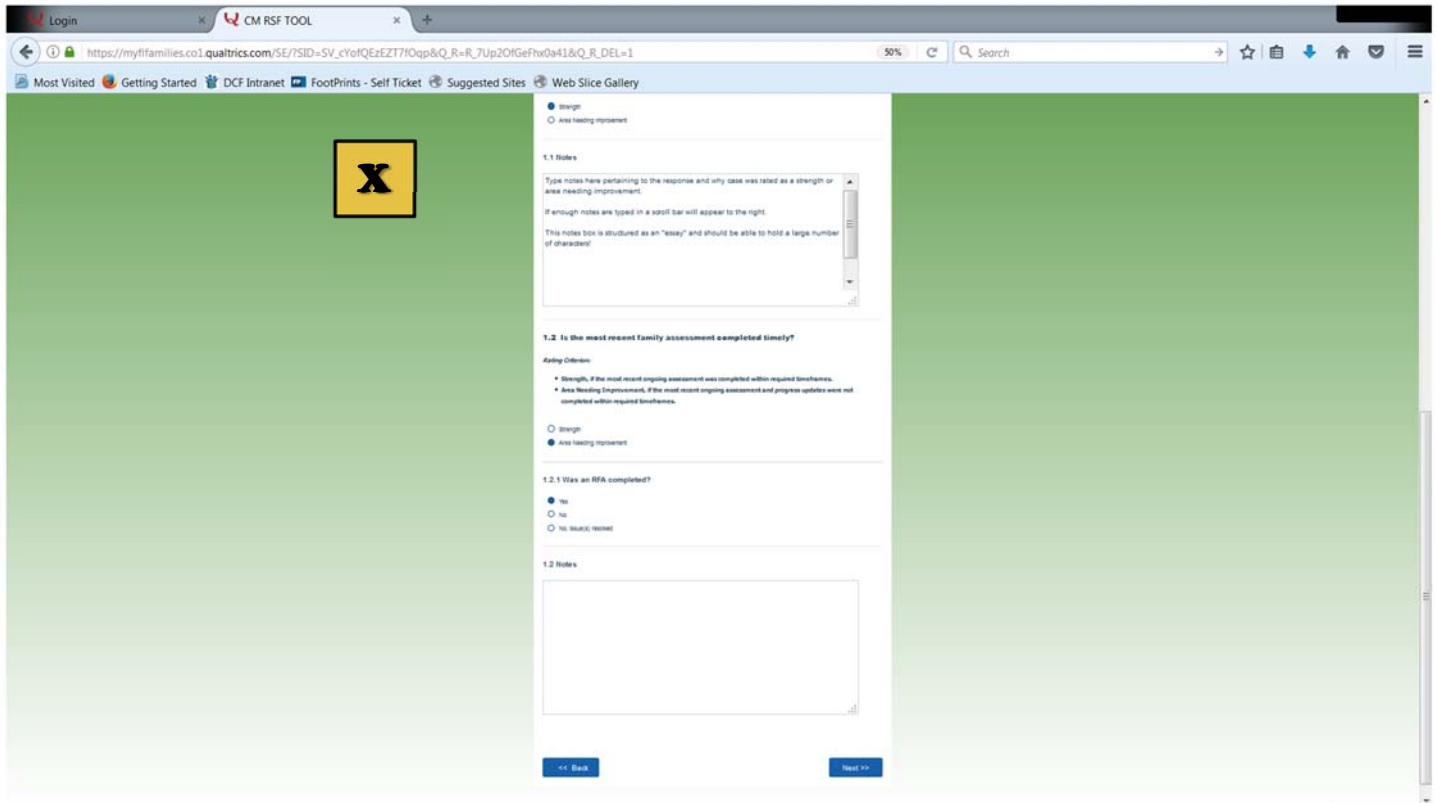 Login × CM RSF TOOL × +
https://myflfamilies.co1.qualtrics.com/SE/?SID=SV_cYofQEzEZT7fOqp&Q_R=R_7Up2OfGeFhx0a41&Q_R_DEL=1 50% Search
Most Visited Getting Started DCF Intranet FootPrints - Self Ticket Suggested Sites Web Slice Gallery
Strength
Area Needing Improvement
X
1.1 Notes
Type notes here pertaining to the response and why case was rated as a strength or
area needing improvement.
If enough notes are typed in a scroll bar will appear to the right.
This notes box is structured as an "essay" and should be able to hold a large number
of characters!
1.2 Is the most recent family assessment completed timely?
Rating Criterion:
• Strength, if the most recent ongoing assessment was completed within required timeframes.
• Area Needing Improvement, if the most recent ongoing assessment and progress updates were not
completed within required timeframes.
Strength
Area Needing Improvement
1.2.1 Was an RFA completed?
Yes
No
No, issue(s) resolved
1.2 Notes
<< Back Next >>